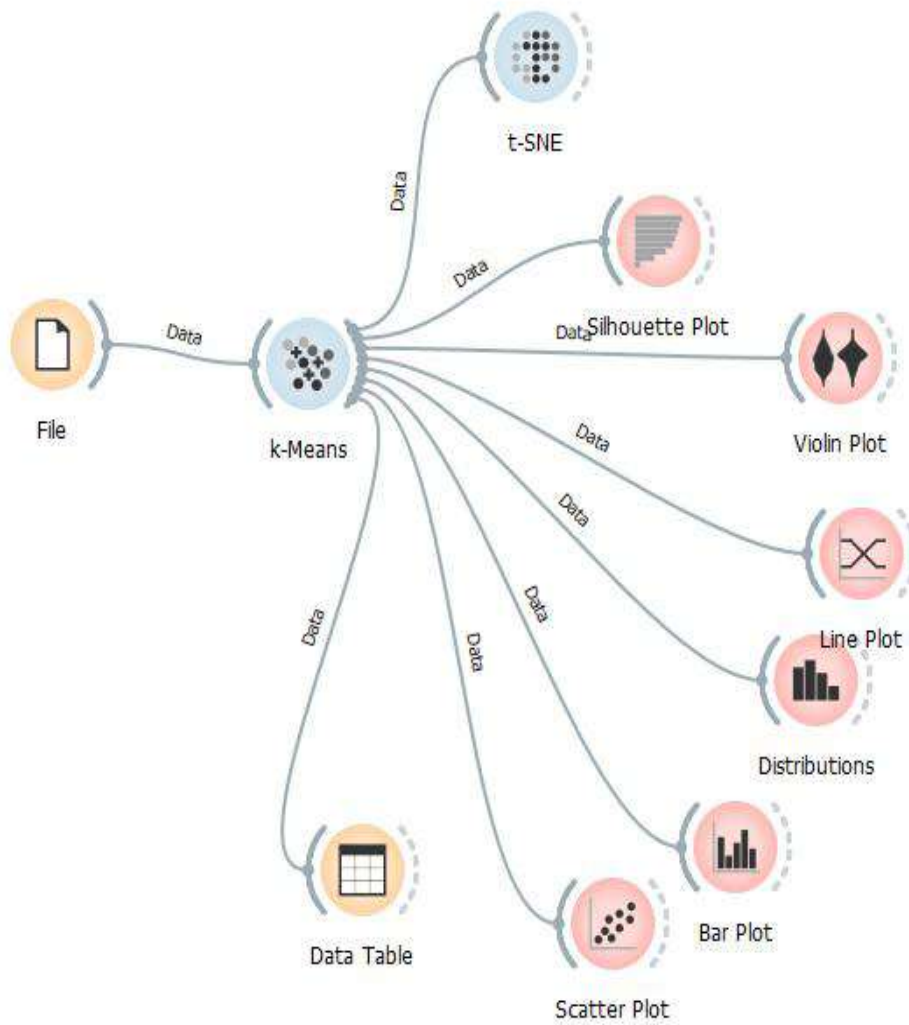 t-SNE
Data
Data
Silhouette Plot
Data
Data
File
k-Means
Violin Plot
Data
Data
Line Plot
Data
Data
Data
Distributions
Bar Plot
Data Table
Scatter Plot